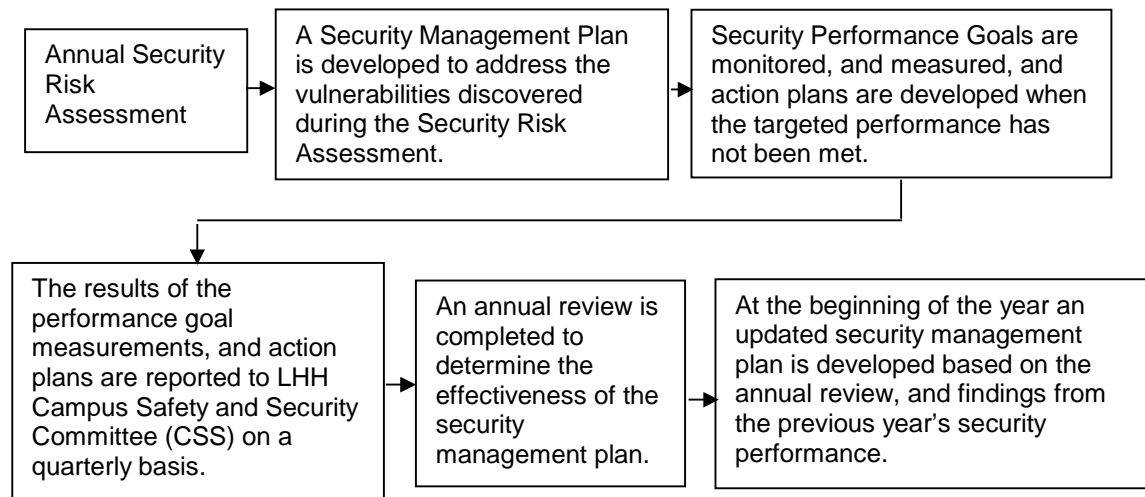 Annual Security
Risk
Assessment
A Security Management Plan
is developed to address the
vulnerabilities discovered
during the Security Risk
Assessment.
Security Performance Goals are
monitored, and measured, and
action plans are developed when
the targeted performance has
not been met.
The results of the
performance goal
measurements, and action
plans are reported to LHH
Campus Safety and Security
Committee (CSS) on a
quarterly basis.
An annual review is
completed to
determine the
effectiveness of the
security
management plan.
At the beginning of the year an
updated security management
plan is developed based on the
annual review, and findings from
the previous year’s security
performance.